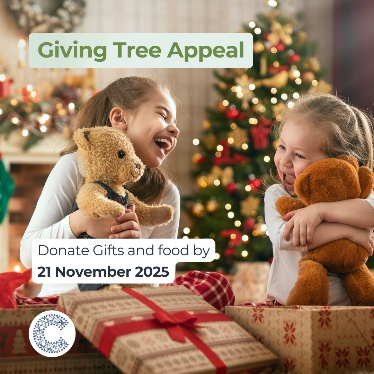 Giving Tree Appeal
Donate Gifts and food by
21 November 2025